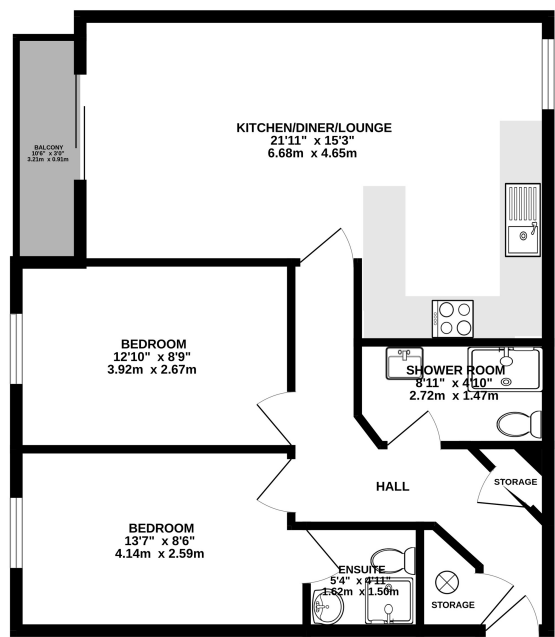 KITCHEN/DINER/LOUNGE
21'11" x 15'3"
6.68m x 4.65m
BALCONY
10'6" x 3'0"
3.21m x 0.91m
BEDROOM
12'10" x 8'9"
3.92m x 2.67m
SHOWER ROOM
8'11" x 4'10"
2.72m x 1.47m
HALL
STORAGE
BEDROOM
13'7" x 8'6"
4.14m x 2.59m
ENSUITE
5'4" x 4'11"
1.62m x 1.50m
STORAGE